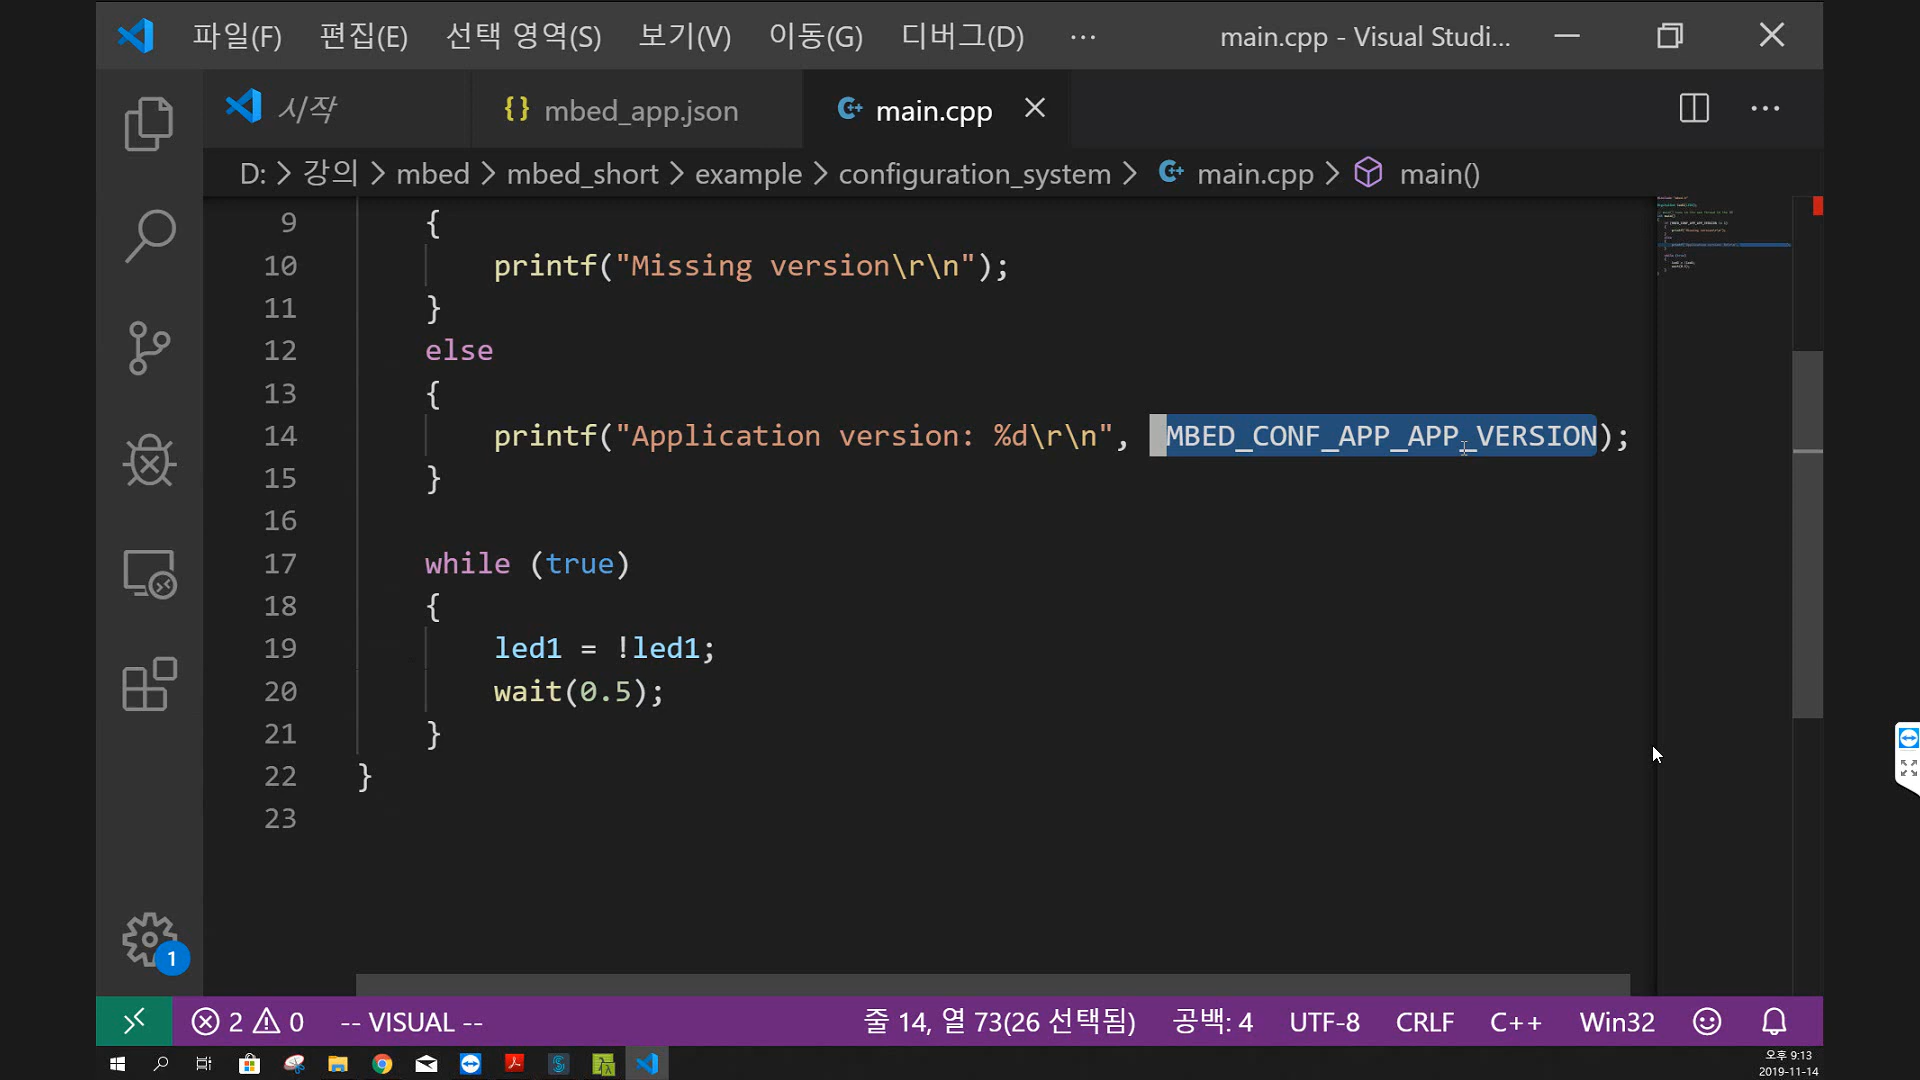 파일(F) 편집(E) 선택 영역(S) 보기(V) 이동(G) 디버그(D) ··· main.cpp - Visual Studi...
시작 {} mbed_app.json main.cpp
D: > 강의 > mbed > mbed_short > example > configuration_system > main.cpp > main()
9 {
10 printf("Missing version\r\n");
11 }
12 else
13 {
14 printf("Application version: %d\r\n", MBED_CONF_APP_APP_VERSION);
15 }
16
17 while (true)
18 {
19 led1 = !led1;
20 wait(0.5);
21 }
22 }
23
1
2 0 -- VISUAL -- 줄 14, 열 73(26 선택됨) 공백: 4 UTF-8 CRLF C++ Win32
오후 9:13
2019-11-14